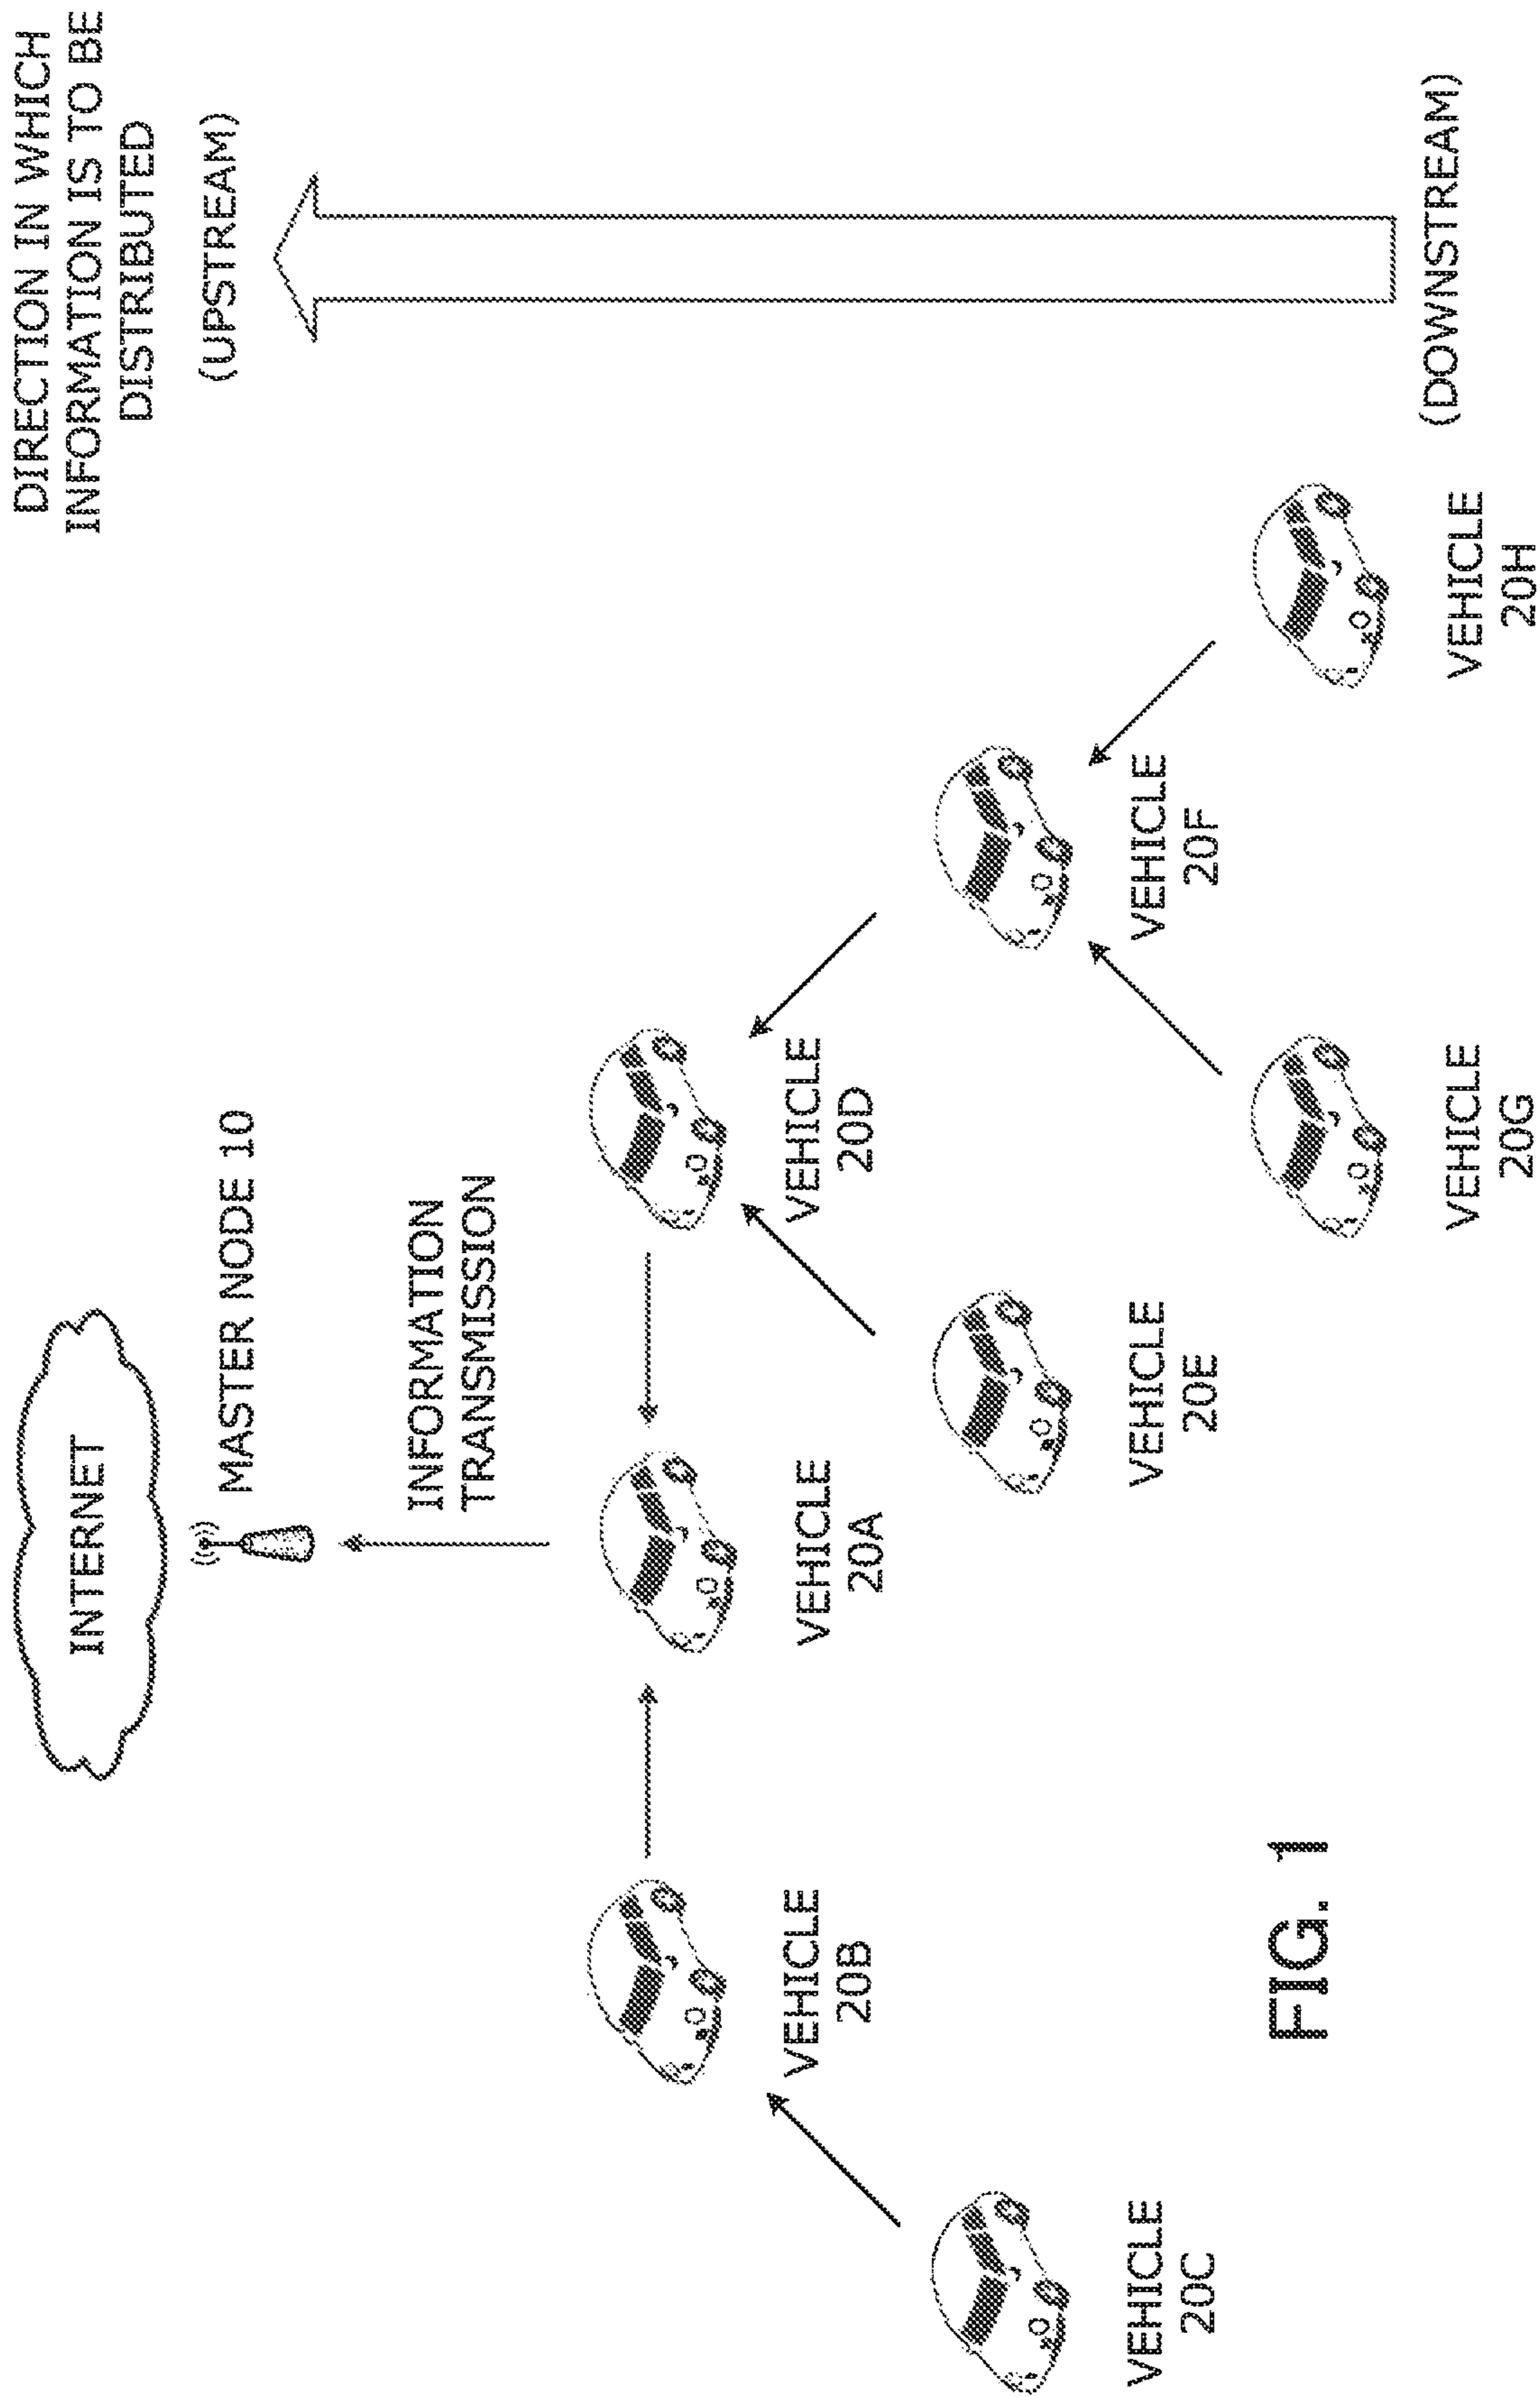 DIRECTION IN WHICH
INFORMATION IS TO BE
DISTRIBUTED
(UPSTREAM)
INTERNET
MASTER NODE 10
INFORMATION
TRANSMISSION
VEHICLE
20B
VEHICLE
20A
VEHICLE
20D
VEHICLE
20C
VEHICLE
20E
VEHICLE
20F
VEHICLE
20G
VEHICLE
20H
(DOWNSTREAM)
FIG. 1